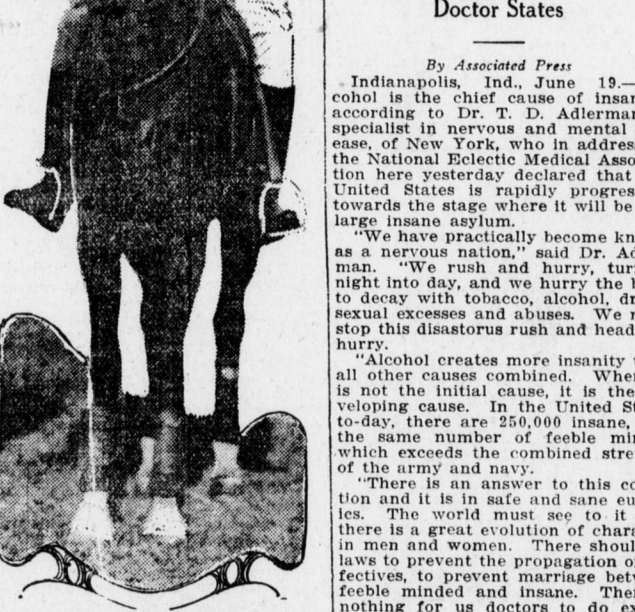 Doctor States
By Associated Press
Indianapolis, Ind., June 19.—
cohol is the chief cause of insan
according to Dr. T. D. Adlerman
specialist in nervous and mental
ease, of New York, who in addres
the National Eclectic Medical Asso
tion here yesterday declared that
United States is rapidly progres
towards the stage where it will be
large insane asylum.
"We have practically become kn
as a nervous nation," said Dr. Ad
man. "We rush and hurry, tur
night into day, and we hurry the b
to decay with tobacco, alcohol, dr
sexual excesses and abuses. We m
stop this disastorus rush and head
hurry.
"Alcohol creates more insanity
all other causes combined. Wher
is not the initial cause, it is the
veloping cause. In the United St
to-day, there are 250,000 insane,
the same number of feeble min
which exceeds the combined stre
of the army and navy.
"There is an answer to this co
tion and it is in safe and sane eu
ics. The world must see to it
there is a great evolution of chara
in men and women. There shoul
laws to prevent the propagation o
fectives, to prevent marriage betw
feeble minded and insane. Ther
nothing for us doctors to do ex